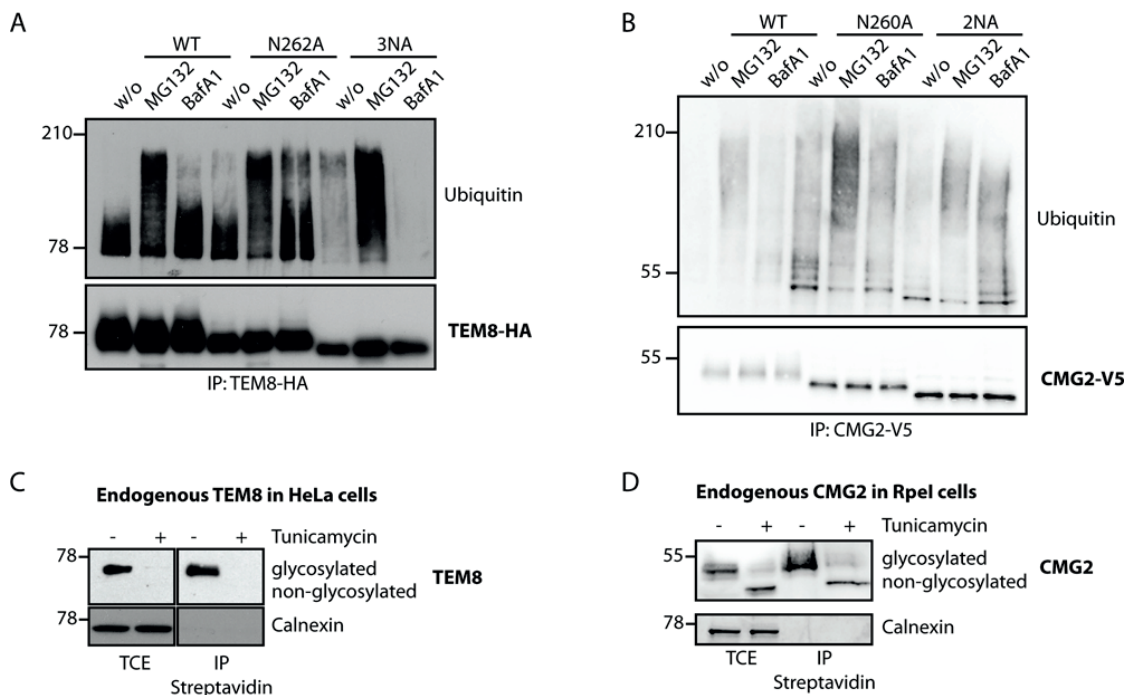 A
WT N262A 3NA
w/o MG132 BafA1 w/o MG132 BafA1 w/o MG132 BafA1
210
Ubiquitin
78
78
TEM8-HA
IP: TEM8-HA
B
WT N260A 2NA
w/o MG132 BafA1 w/o MG132 BafA1 w/o MG132 BafA1
210
Ubiquitin
55
55
CMG2-V5
IP: CMG2-V5
C
Endogenous TEM8 in HeLa cells
- + - + Tunicamycin
78
glycosylated
non-glycosylated
TEM8
78
Calnexin
TCE IP
Streptavidin
D
Endogenous CMG2 in RpeI cells
- + - + Tunicamycin
55
glycosylated
non-glycosylated
CMG2
78
Calnexin
TCE IP
Streptavidin